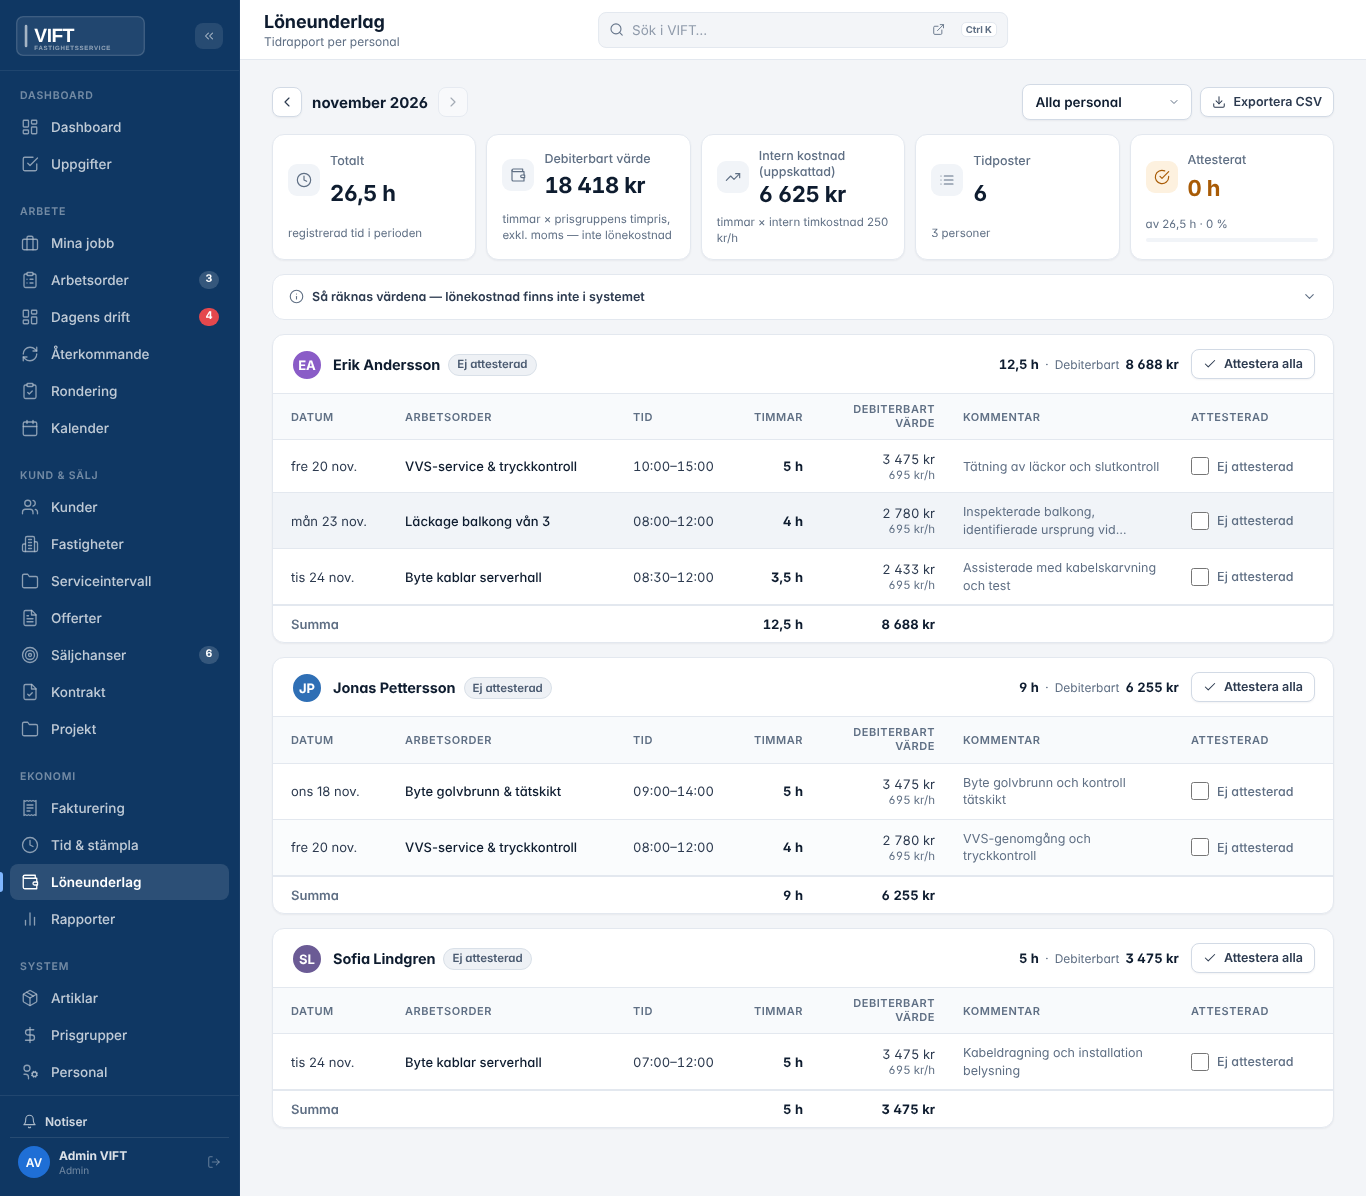 VIFT
FASTIGHETSSERVICE
DASHBOARD
Dashboard
Uppgifter
ARBETE
Mina jobb
Arbetsorder 3
Dagens drift 4
Återkommande
Rondering
Kalender
KUND & SÄLJ
Kunder
Fastigheter
Serviceintervall
Offerter
Säljchanser 6
Kontrakt
Projekt
EKONOMI
Fakturering
Tid & stämpla
Löneunderlag
Rapporter
SYSTEM
Artiklar
Prisgrupper
Personal
Notiser
AV Admin VIFT
Admin
Löneunderlag
Tidrapport per personal
Sök i VIFT... Ctrl K
november 2026
Alla personal
Exportera CSV
Totalt
26,5 h
registrerad tid i perioden
Debiterbart värde
18 418 kr
timmar × prisgruppens timpris,
exkl. moms — inte lönekostnad
Intern kostnad
(uppskattad)
6 625 kr
timmar × intern timkostnad 250
kr/h
Tidposter
6
3 personer
Attesterat
0 h
av 26,5 h · 0 %
Så räknas värdena — lönekostnad finns inte i systemet
EA Erik Andersson Ej attesterad 12,5 h · Debiterbart 8 688 kr Attestera alla
DATUM ARBETSORDER TID TIMMAR DEBITERBART VÄRDE KOMMENTAR ATTESTERAD
fre 20 nov. VVS-service & tryckkontroll 10:00–15:00 5 h 3 475 kr 695 kr/h Tätning av läckor och slutkontroll Ej attesterad
mån 23 nov. Läckage balkong vån 3 08:00–12:00 4 h 2 780 kr 695 kr/h Inspekterade balkong, identifierade ursprung vid... Ej attesterad
tis 24 nov. Byte kablar serverhall 08:30–12:00 3,5 h 2 433 kr 695 kr/h Assisterade med kabelskarvning och test Ej attesterad
Summa 12,5 h 8 688 kr
JP Jonas Pettersson Ej attesterad 9 h · Debiterbart 6 255 kr Attestera alla
DATUM ARBETSORDER TID TIMMAR DEBITERBART VÄRDE KOMMENTAR ATTESTERAD
ons 18 nov. Byte golvbrunn & tätskikt 09:00–14:00 5 h 3 475 kr 695 kr/h Byte golvbrunn och kontroll tätskikt Ej attesterad
fre 20 nov. VVS-service & tryckkontroll 08:00–12:00 4 h 2 780 kr 695 kr/h VVS-genomgång och tryckkontroll Ej attesterad
Summa 9 h 6 255 kr
SL Sofia Lindgren Ej attesterad 5 h · Debiterbart 3 475 kr Attestera alla
DATUM ARBETSORDER TID TIMMAR DEBITERBART VÄRDE KOMMENTAR ATTESTERAD
tis 24 nov. Byte kablar serverhall 07:00–12:00 5 h 3 475 kr 695 kr/h Kabeldragning och installation belysning Ej attesterad
Summa 5 h 3 475 kr